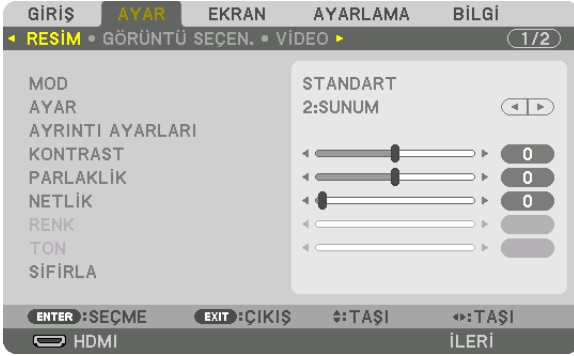 GİRİŞ AYAR EKRAN AYARLAMA BİLGİ
RESİM • GÖRÜNTÜ SEÇEN. • VİDEO 1/2
MOD STANDART
AYAR 2:SUNUM
AYRINTI AYARLARI
KONTRAST 0
PARLAKLİK 0
NETLİK 0
RENK
TON
SİFİRLA
ENTER :SEÇME EXIT :ÇIKIŞ :TAŞI :TAŞI
HDMI İLERİ